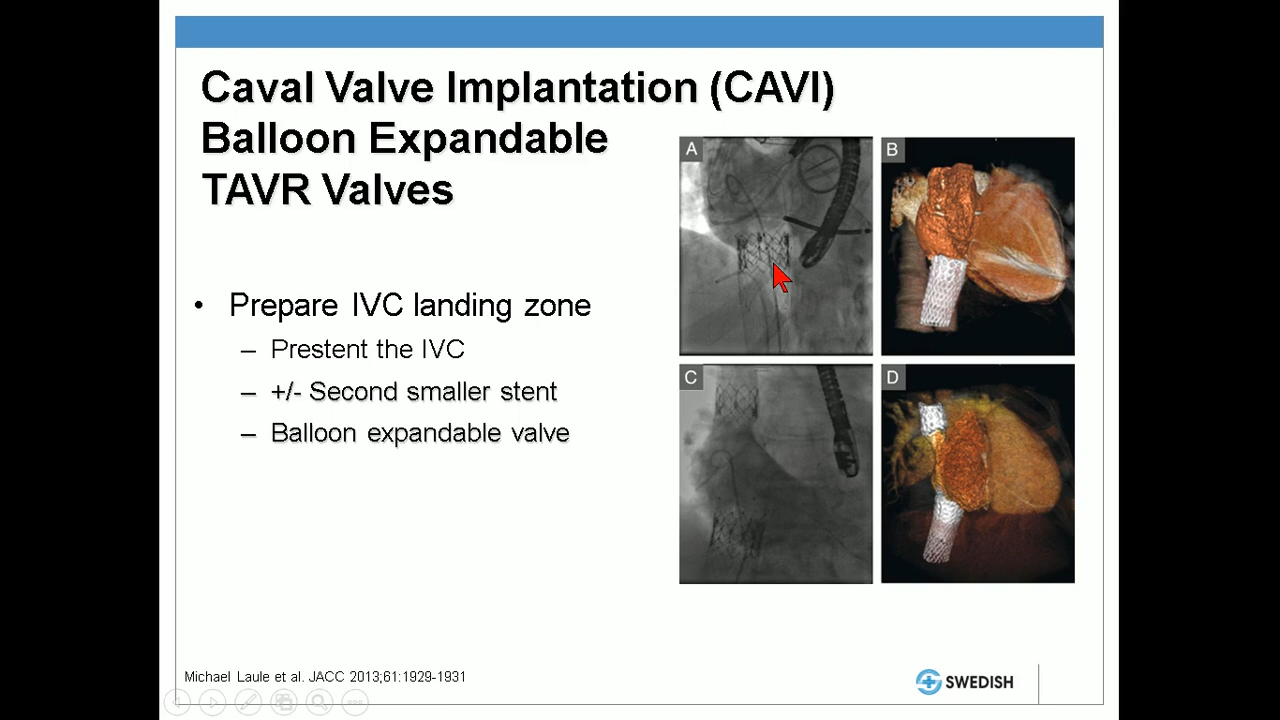 Caval Valve Implantation (CAVI)
Balloon Expandable
TAVR Valves
• Prepare IVC landing zone
– Prestent the IVC
– +/- Second smaller stent
– Balloon expandable valve
A
B
C
D
Michael Laule et al. JACC 2013;61:1929-1931
SWEDISH